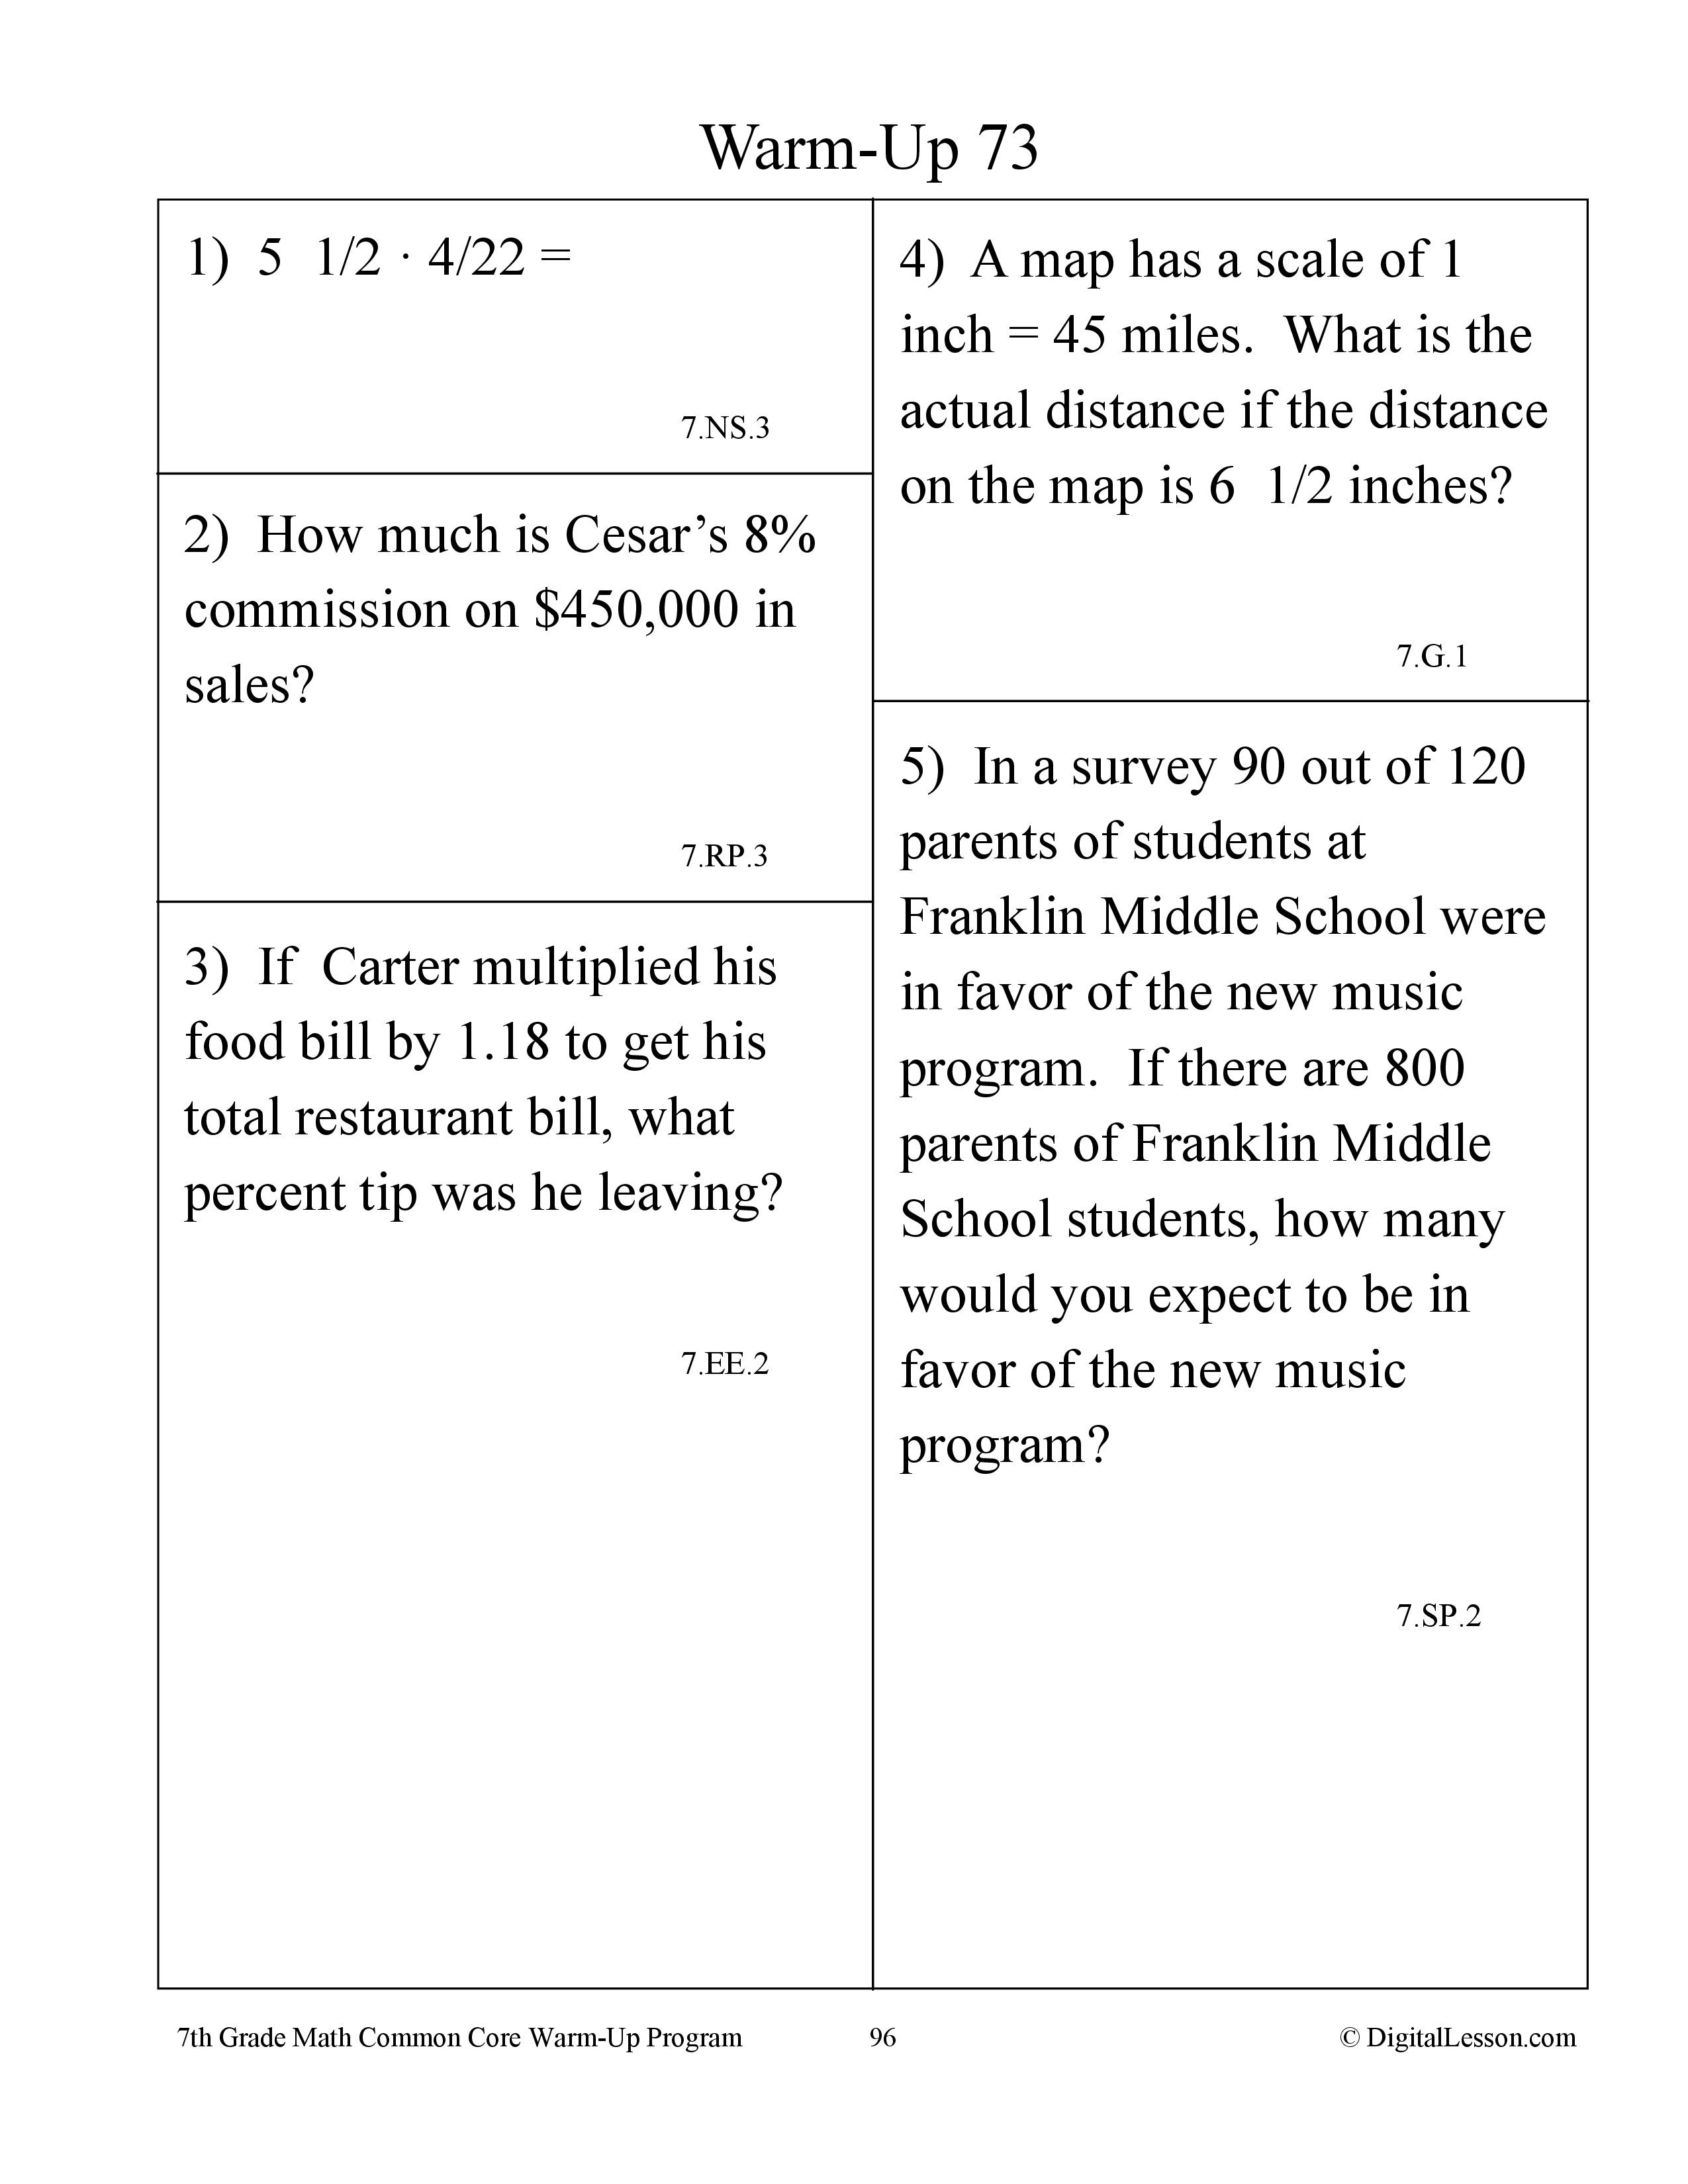 Warm-Up 73
1)  5  1/2 · 4/22 =
7.NS.3
2)  How much is Cesar’s 8%
commission on $450,000 in
sales?
7.RP.3
3)  If  Carter multiplied his
food bill by 1.18 to get his
total restaurant bill, what
percent tip was he leaving?
7.EE.2
4)  A map has a scale of 1
inch = 45 miles.  What is the
actual distance if the distance
on the map is 6  1/2 inches?
7.G.1
5)  In a survey 90 out of 120
parents of students at
Franklin Middle School were
in favor of the new music
program.  If there are 800
parents of Franklin Middle
School students, how many
would you expect to be in
favor of the new music
program?
7.SP.2
7th Grade Math Common Core Warm-Up Program
96
© DigitalLesson.com